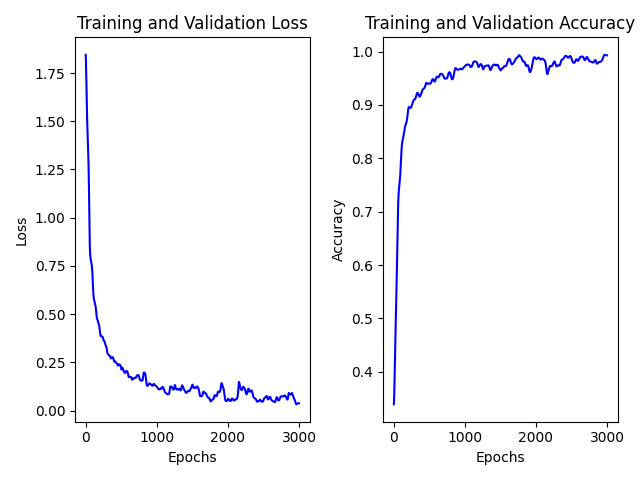 Training and Validation Loss
Loss
1.75
1.50
1.25
1.00
0.75
0.50
0.25
0.00
0 1000 2000 3000
Epochs
Training and Validation Accuracy
Accuracy
1.0
0.9
0.8
0.7
0.6
0.5
0.4
0 1000 2000 3000
Epochs